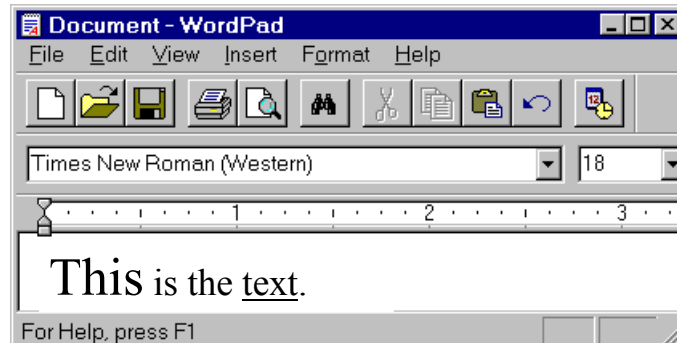 Document - WordPad
File Edit View Insert Format Help
12
Times New Roman (Western) 18
1 2 3
This is the text.
For Help, press F1